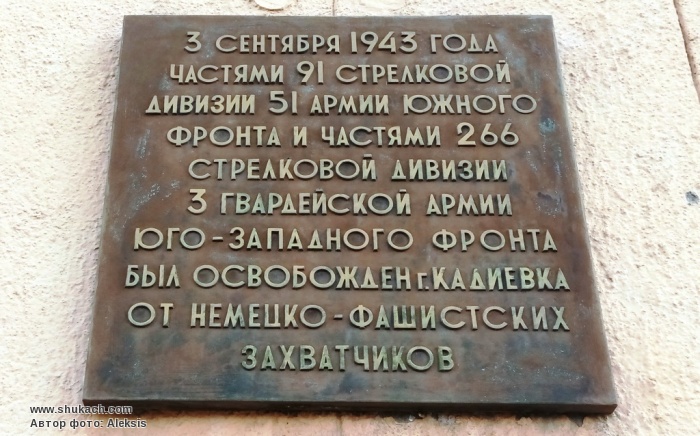 3 СЕНТЯБРЯ 1943 ГОДА
ЧАСТЯМИ 91 СТРЕЛКОВОЙ
ДИВИЗИИ 51 АРМИИ ЮЖНОГО
ФРОНТА И ЧАСТЯМИ 266
СТРЕЛКОВОЙ ДИВИЗИИ
3 ГВАРДЕЙСКОЙ АРМИИ
ЮГО-ЗАПАДНОГО ФРОНТА
БЫЛ ОСВОБОЖДЕН г. КАДИЕВКА
ОТ НЕМЕЦКО-ФАШИСТСКИХ
ЗАХВАТЧИКОВ
www.shukach.com
Автор фото: Aleksis